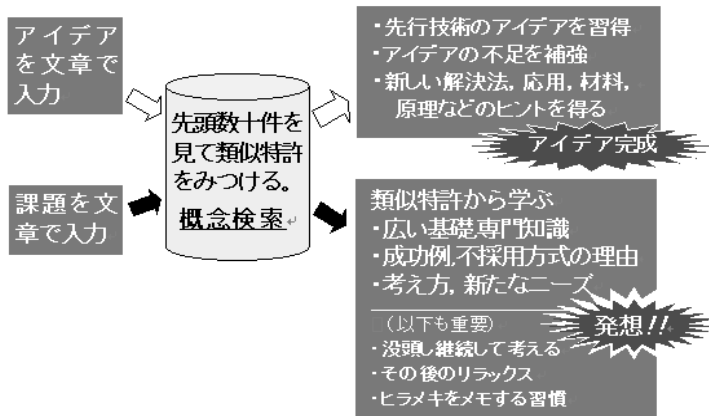 アイデア
を文章で
入力
課題を文
章で入力
先頭数十件を
見て類似特許
をみつける。
概念検索
・先行技術のアイデアを習得
・アイデアの不足を補強
・新しい解決法,応用,材料,
原理などのヒントを得る
アイデア完成
類似特許から学ぶ
・広い基礎,専門知識
・成功例,不採用方式の理由
・考え方,新たなニーズ
(以下も重要)
発想!!
・没頭し継続して考える
・その後のリラックス
・ヒラメキをメモする習慣